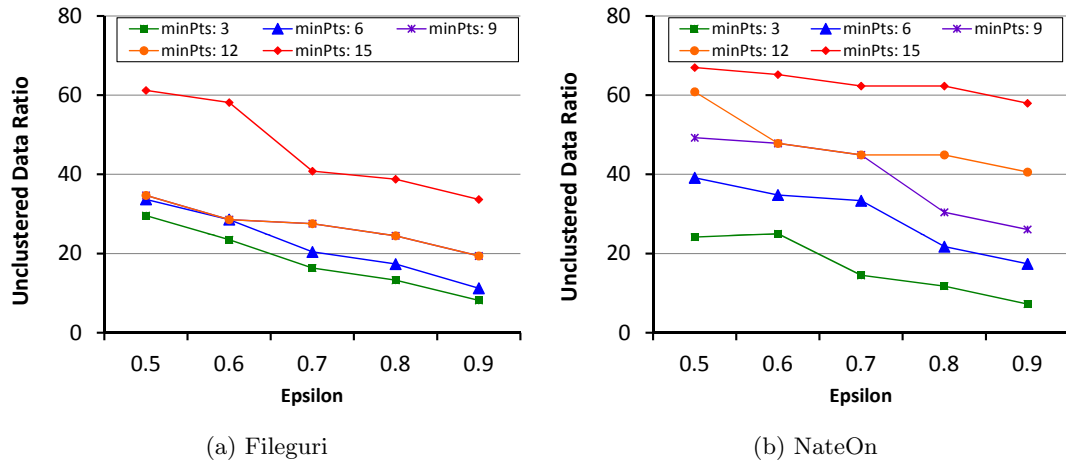 80
60
40
20
0
Unclustered Data Ratio
minPts: 3 minPts: 6 minPts: 9
minPts: 12 minPts: 15
0.5 0.6 0.7 0.8 0.9
Epsilon
(a) Fileguri
80
60
40
20
0
Unclustered Data Ratio
minPts: 3 minPts: 6 minPts: 9
minPts: 12 minPts: 15
0.5 0.6 0.7 0.8 0.9
Epsilon
(b) NateOn